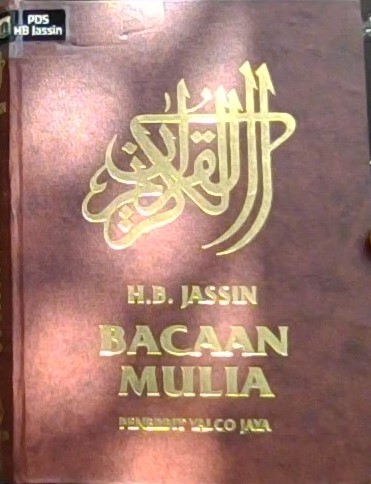 PDS
HB Jassin
القرآن الكريم
H.B. JASSIN
BACAAN
MULIA
PENERBIT YALCO JAYA